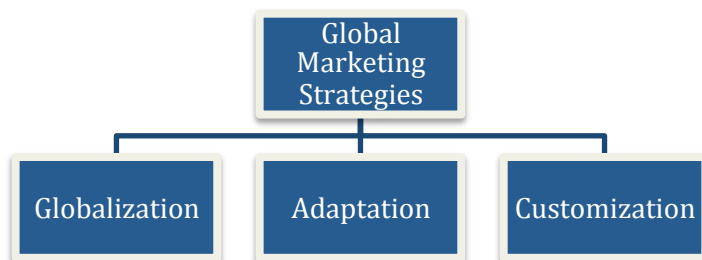 Global
Marketing
Strategies
Globalization
Adaptation
Customization